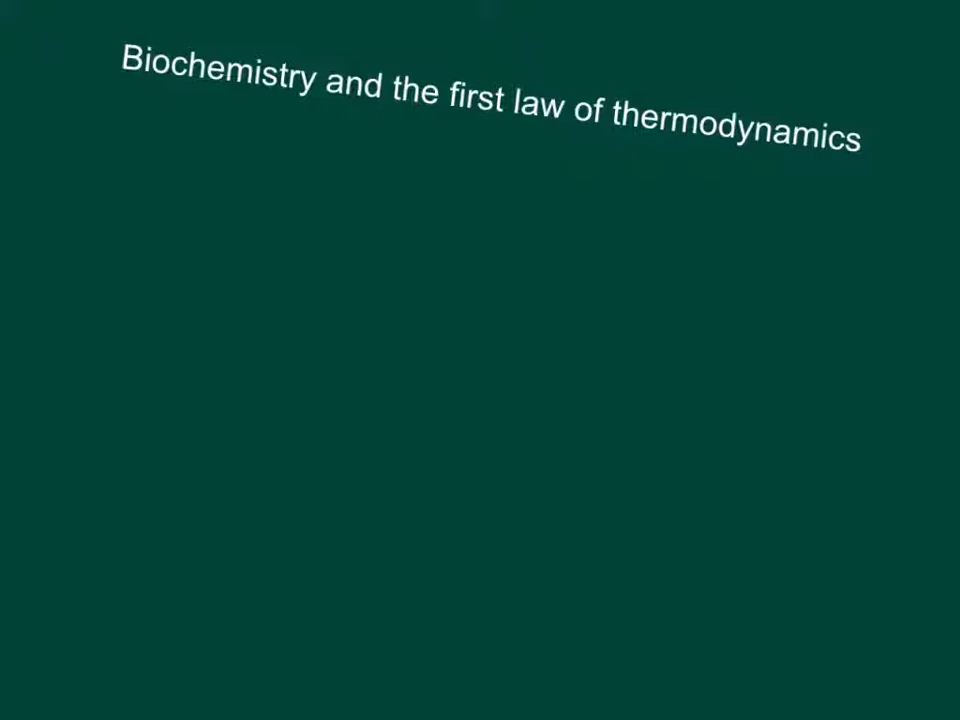 Biochemistry and the first law of thermodynamics